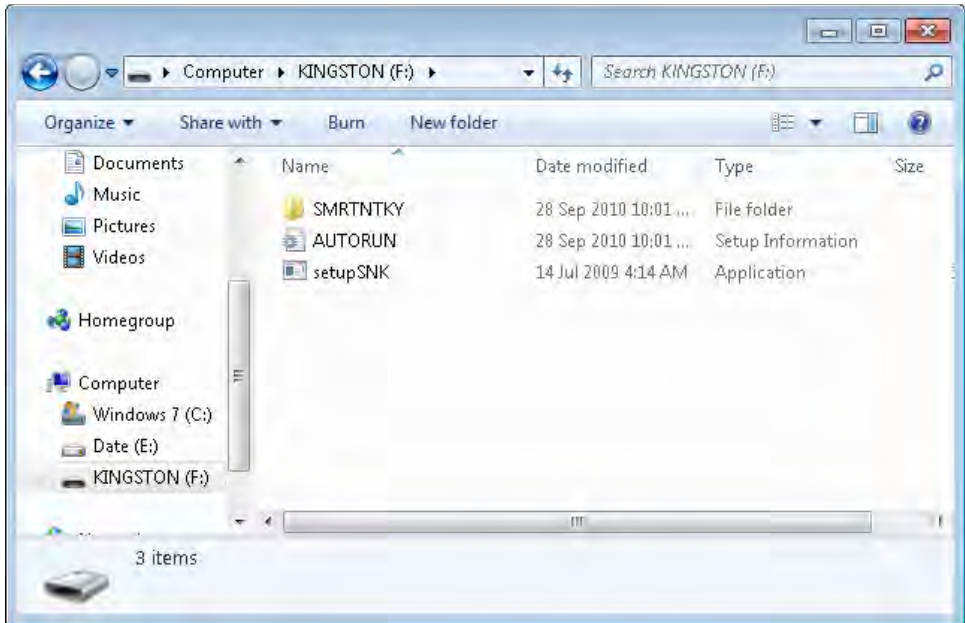 Computer KINGSTON (F:) Search KINGSTON (F:)
Organize Share with Burn New folder
Documents
Music
Pictures
Videos
Homegroup
Computer
Windows 7 (C:)
Date (E:)
KINGSTON (F:)
Name Date modified Type Size
SMRTNTKY 28 Sep 2010 10:01 ... File folder
AUTORUN 28 Sep 2010 10:01 ... Setup Information
setupSNK 14 Jul 2009 4:14 AM Application
3 items